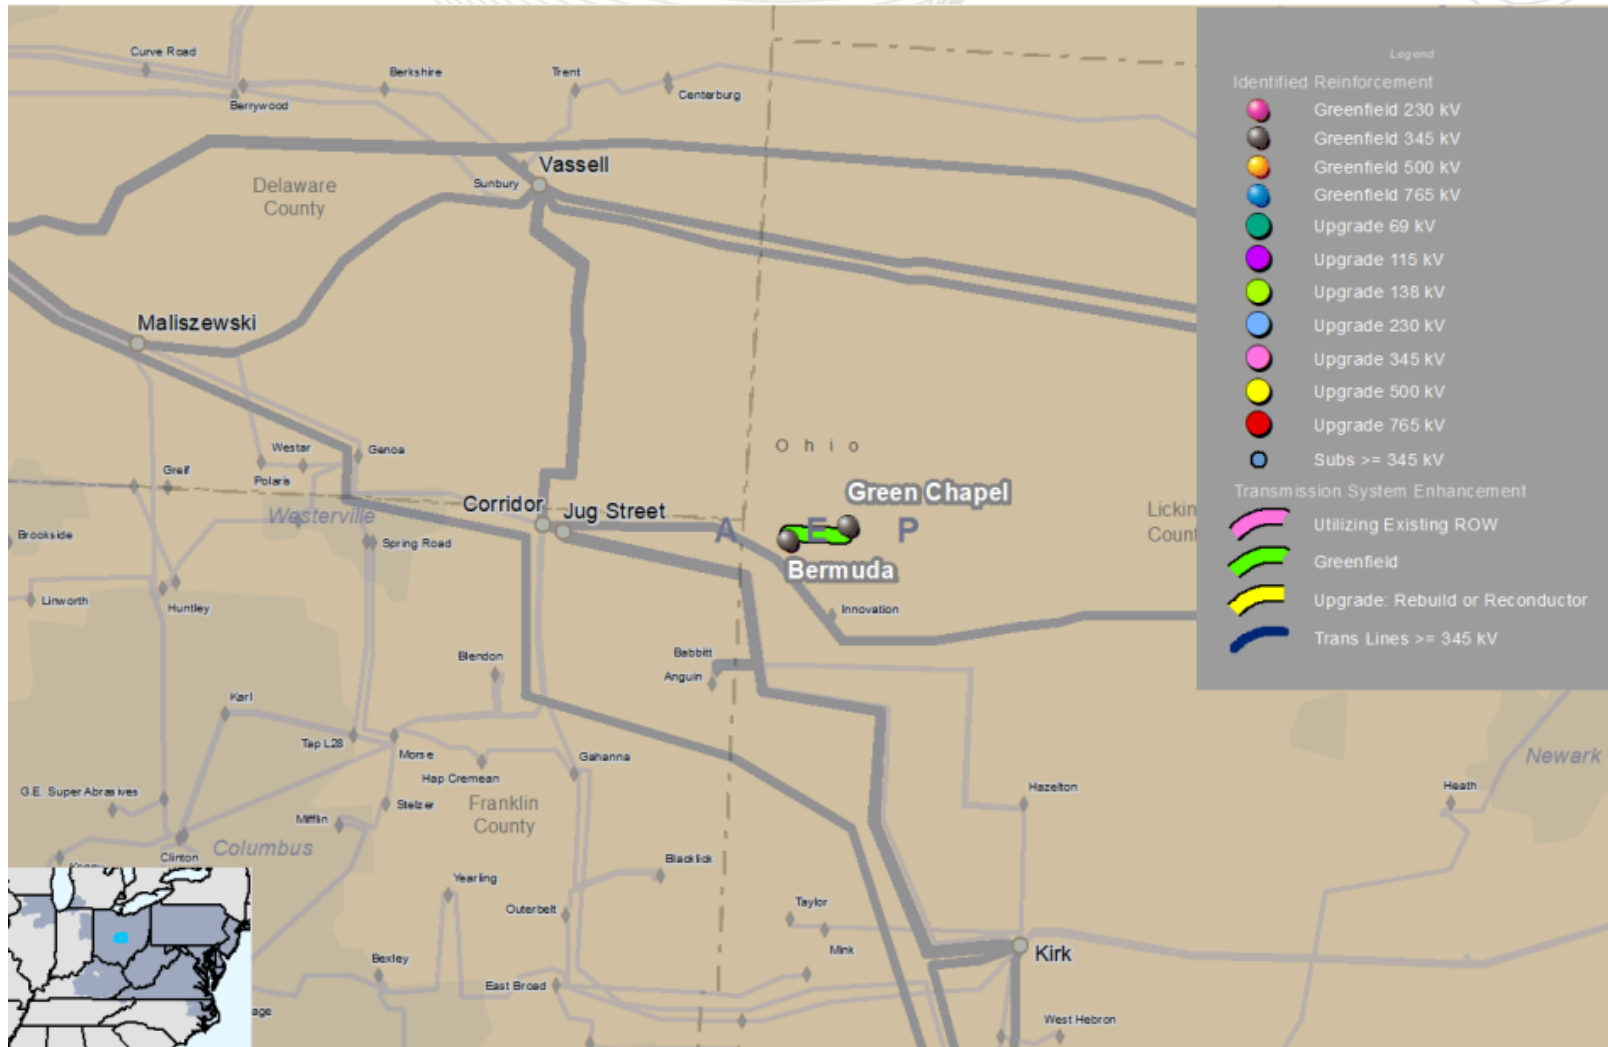 Curve Road
Berrywood
Berkshire
Trent
Centerburg
Vassell
Sunbury
Delaware
County
Maliszewski
Westar
Polaris
Genoa
Greif
Westerville
Brookside
Spring Road
Linworth
Huntley
Corridor
Jug Street
Ohio
A E P
Green Chapel
Bermuda
Innovation
Lickin
Count
Babbitt
Anguin
Blendon
Karl
Tap L28
Morse
Hap Cremean
Gahanna
G.E. Super Abrasives
Stelzer
Mifflin
Franklin
County
Clinton
Columbus
Blacklick
Yearling
Outerbelt
Bexley
East Broad
Taylor
Mink
Kirk
Hazelton
Heath
Newark
West Hebron
age
Legend
Identified Reinforcement
Greenfield 230 kV
Greenfield 345 kV
Greenfield 500 kV
Greenfield 765 kV
Upgrade 69 kV
Upgrade 115 kV
Upgrade 138 kV
Upgrade 230 kV
Upgrade 345 kV
Upgrade 500 kV
Upgrade 765 kV
Subs >= 345 kV
Transmission System Enhancement
Utilizing Existing ROW
Greenfield
Upgrade: Rebuild or Reconductor
Trans Lines >= 345 kV